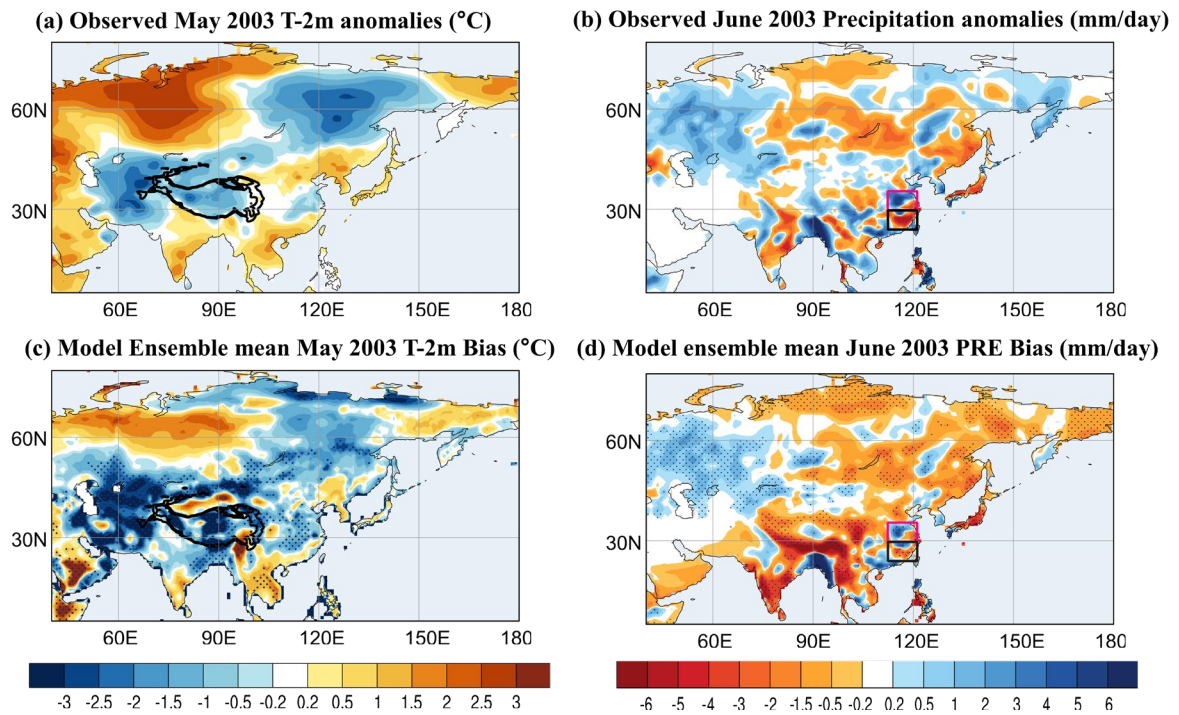 (a) Observed May 2003 T-2m anomalies (°C)
60N
30N
60E 90E 120E 150E 180
(b) Observed June 2003 Precipitation anomalies (mm/day)
60N
30N
60E 90E 120E 150E 180
(c) Model Ensemble mean May 2003 T-2m Bias (°C)
60N
30N
60E 90E 120E 150E 180
-3 -2.5 -1.5 -1 -0.5 -0.2 0.2 0.5 1 1.5 2 2.5 3
(d) Model ensemble mean June 2003 PRE Bias (mm/day)
60N
30N
60E 90E 120E 150E 180
-6 -5 -4 -3 -2 -1.5 -0.5 -0.2 0.2 0.5 1 2 3 4 5 6